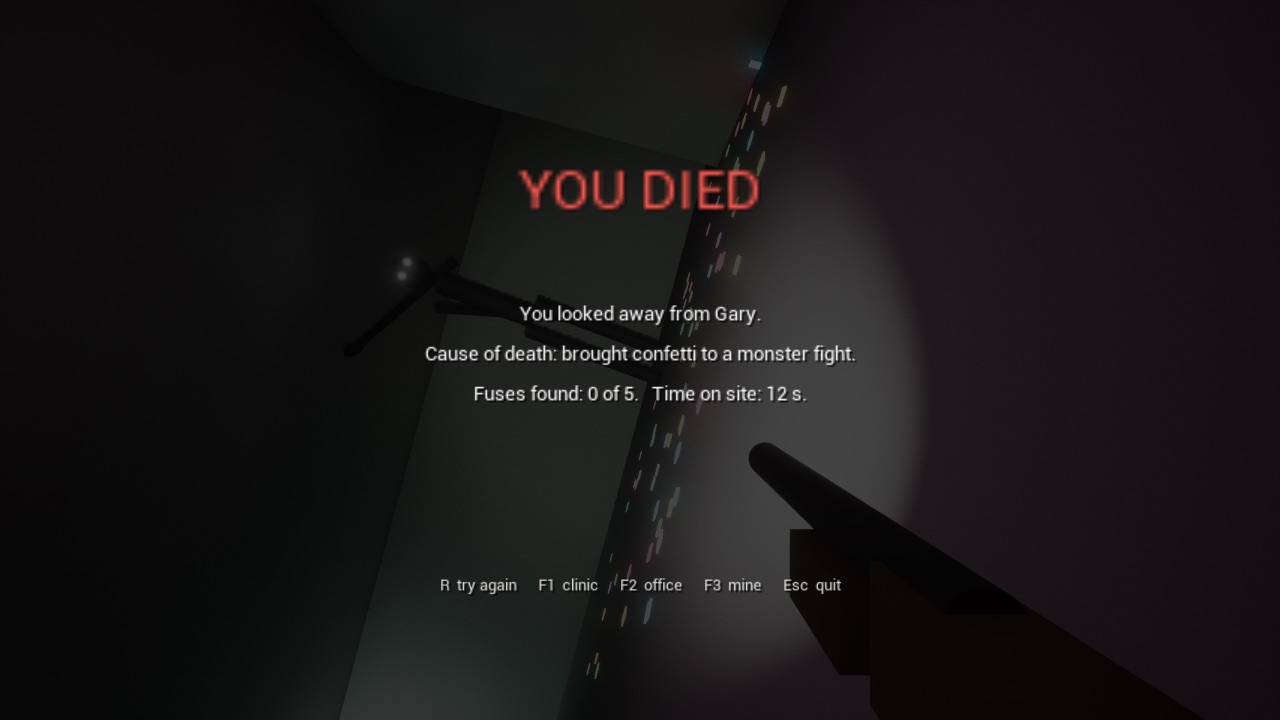 YOU DIED
You looked away from Gary.
Cause of death: brought confetti to a monster fight.
Fuses found: 0 of 5.  Time on site: 12 s.
R try again  F1 clinic  F2 office  F3 mine  Esc quit